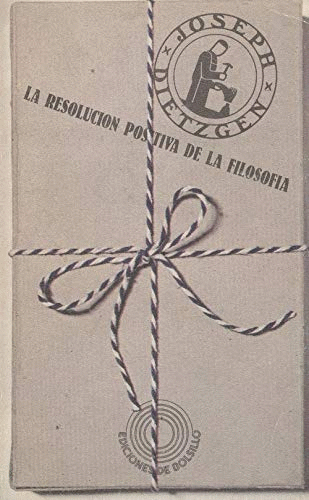 JOSEPH
DIETZGEN
LA RESOLUCION POSITIVA DE LA FILOSOFIA
EDICIONES DE BOLSILLO